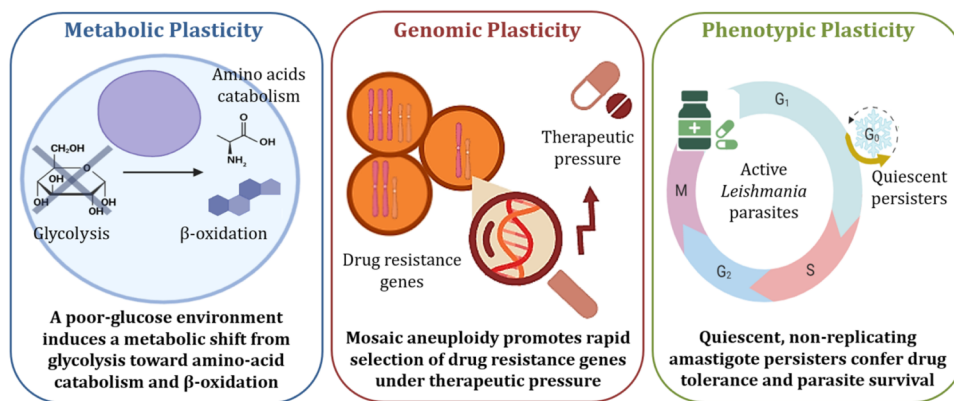 Metabolic Plasticity
Amino acids
catabolism
O
OH
NH₂
CH₂OH
O
OH
OH
OH
OH
Glycolysis
β-oxidation
A poor-glucose environment
induces a metabolic shift from
glycolysis toward amino-acid
catabolism and β-oxidation
Genomic Plasticity
Therapeutic
pressure
Drug resistance
genes
Mosaic aneuploidy promotes rapid
selection of drug resistance genes
under therapeutic pressure
Phenotypic Plasticity
G₁
G₀
Quiescent
persisters
Active
Leishmania
parasites
M
G₂
S
Quiescent, non-replicating
amastigote persisters confer drug
tolerance and parasite survival